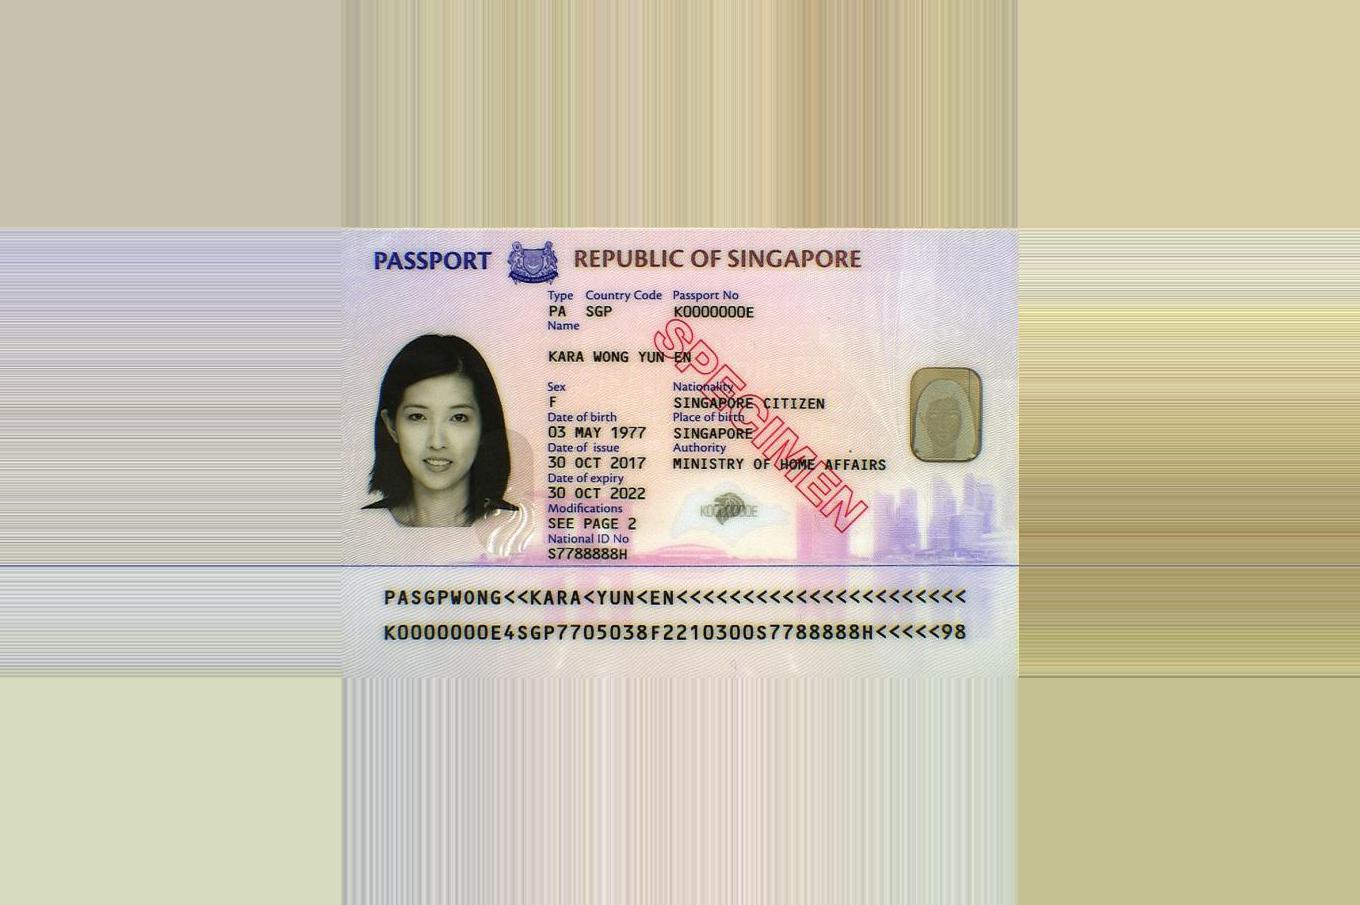 PASSPORT REPUBLIC OF SINGAPORE
Type Country Code Passport No
PA SGP K0000000E
Name
KARA WONG YUN EN
Sex Nationality
F SINGAPORE CITIZEN
Date of birth Place of birth
03 MAY 1977 SINGAPORE
Date of issue Authority
30 OCT 2017 MINISTRY OF HOME AFFAIRS
Date of expiry
30 OCT 2022
Modifications
SEE PAGE 2
National ID No
S7788888H
SPECIMEN
PASGPWONG<<KARA<YUN<EN<<<<<<<<<<<<<<<<<<<<<<
K0000000E4SGP7705038F2210300S7788888H<<<<<98